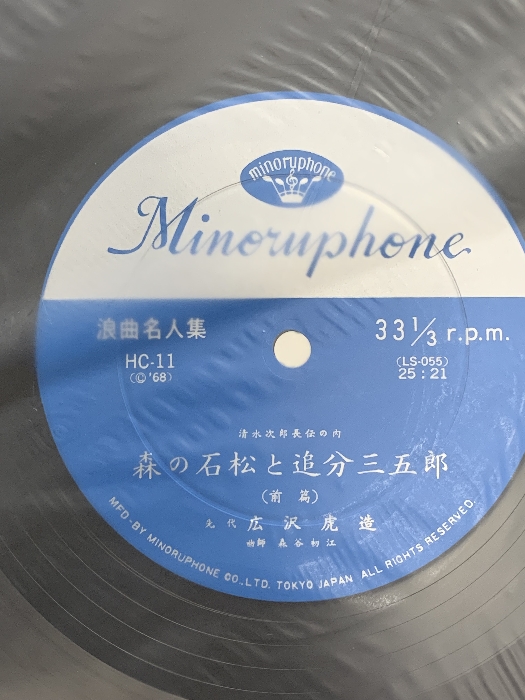 minoruphone
Minoruphone
浪曲名人集
33 1/3 r.p.m.
HC-11
(LS-055)
(©'68)
25:21
清水次郎長伝の内
森の石松と追分三五郎
(前篇)
先代 広沢虎造
曲師 森谷初江
MFD. BY MINORUPHONE CO., LTD. TOKYO JAPAN ALL RIGHTS RESERVED.